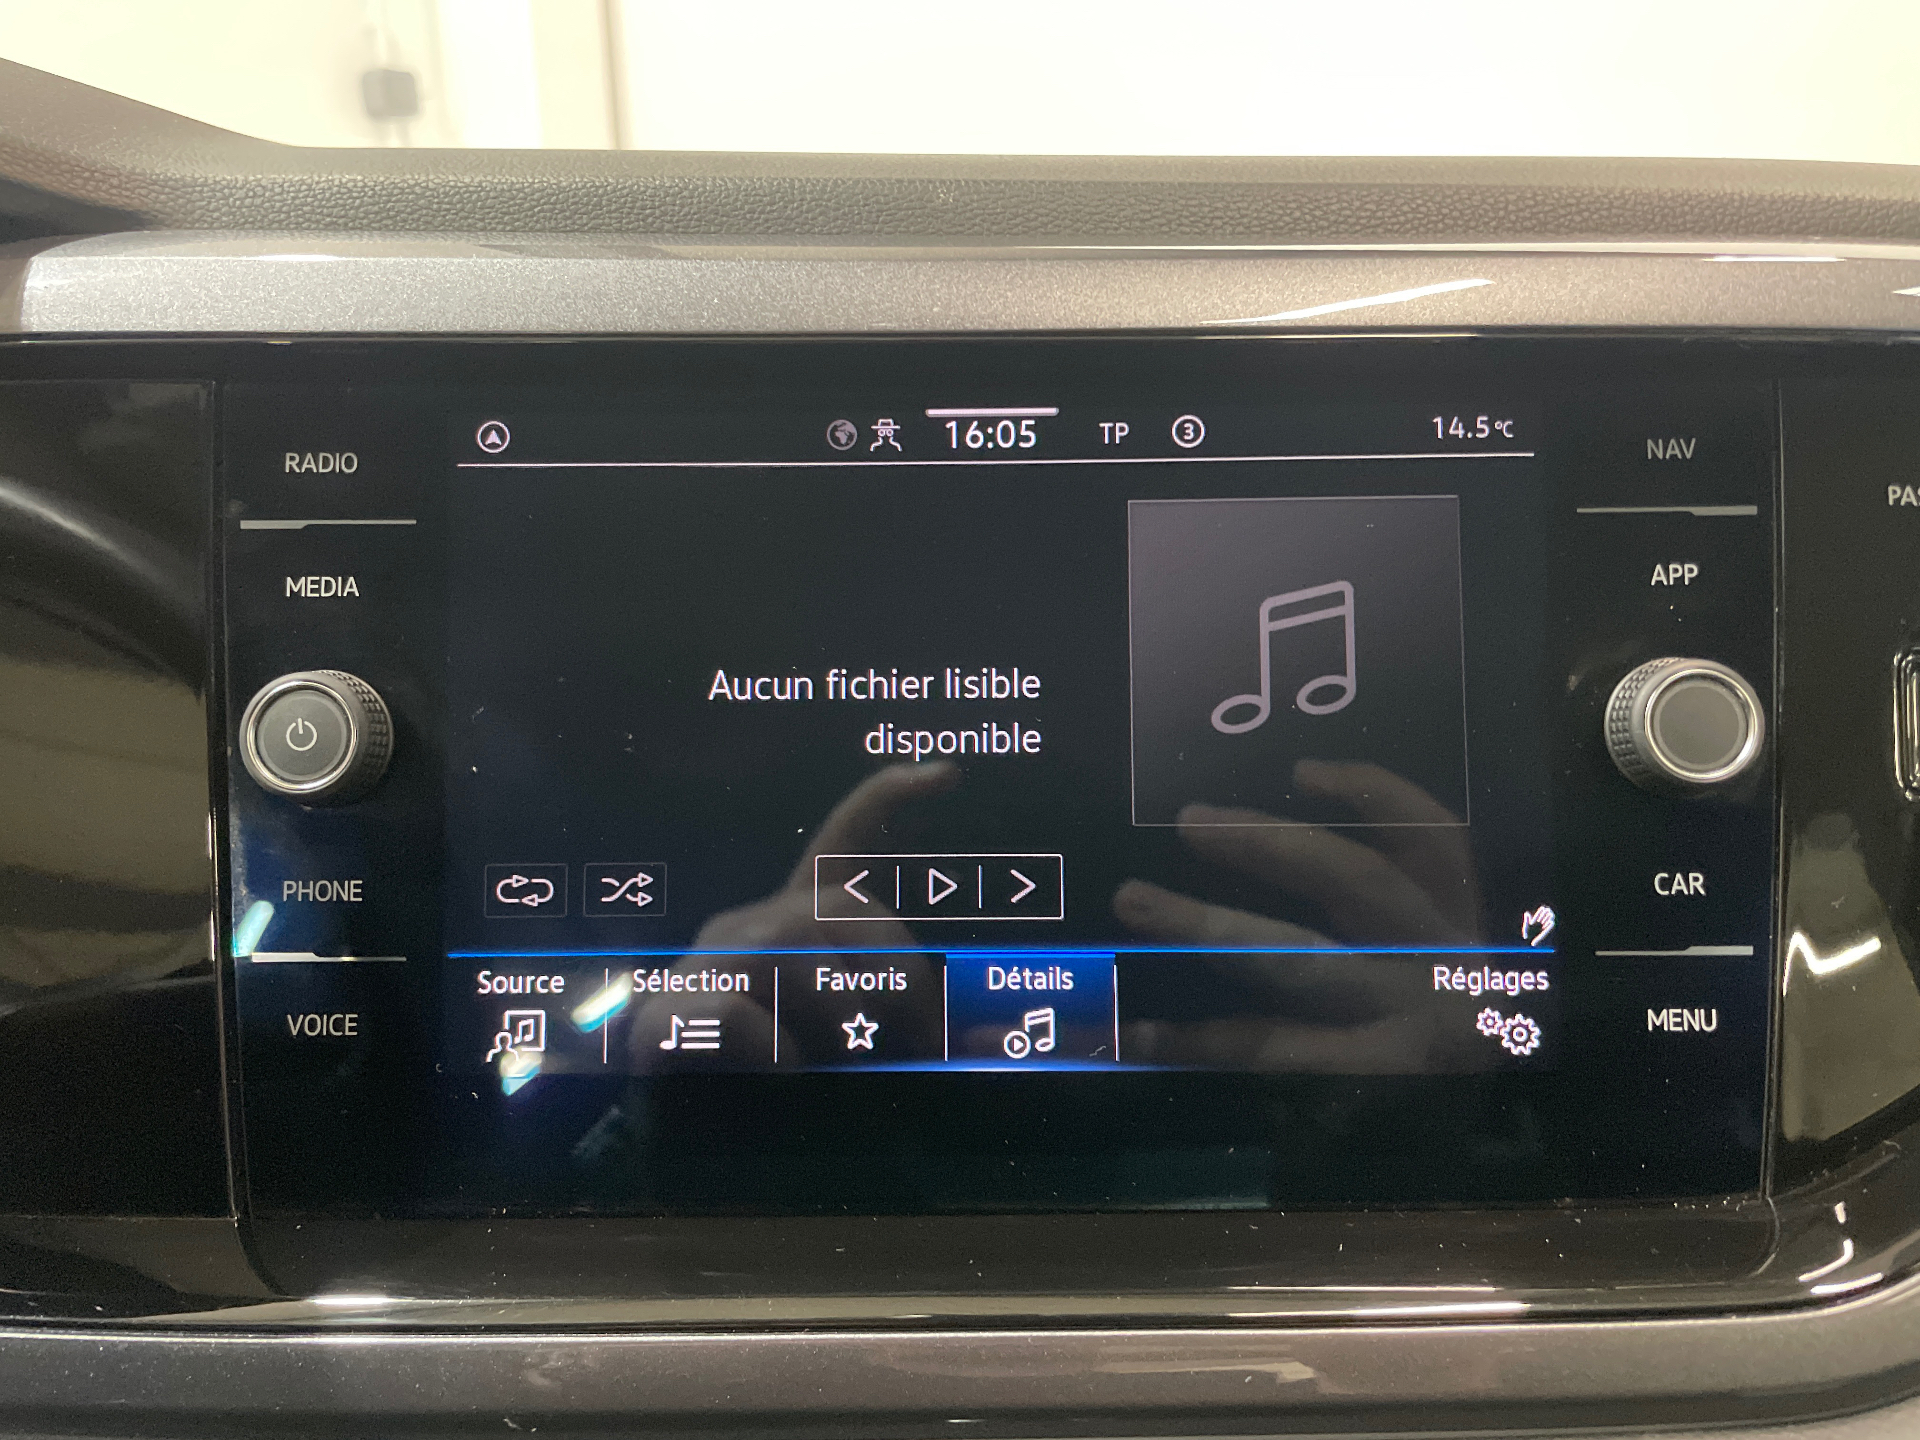 RADIO
MEDIA
PHONE
VOICE
16:05
TP
3
14.5°C
Aucun fichier lisible
disponible
Source
Sélection
Favoris
Détails
Réglages
NAV
APP
CAR
MENU